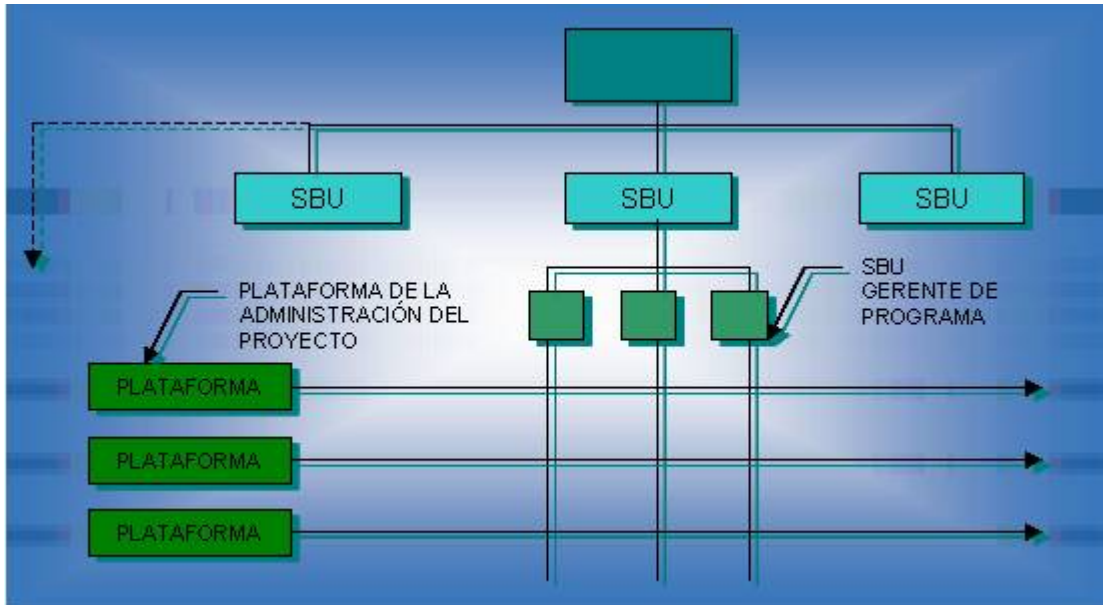 SBU
SBU
SBU
PLATAFORMA DE LA
ADMINISTRACIÓN DEL
PROYECTO
SBU
GERENTE DE
PROGRAMA
PLATAFORMA
PLATAFORMA
PLATAFORMA